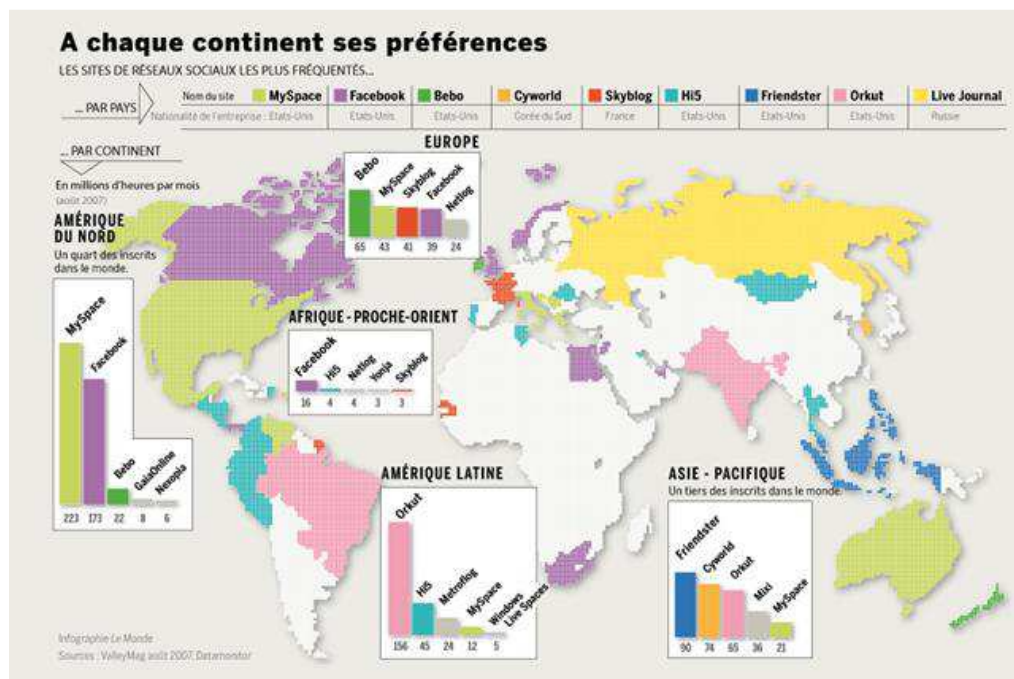 A chaque continent ses préférences
LES SITES DE RÉSEAUX SOCIAUX LES PLUS FRÉQUENTÉS...
... PAR PAYS
Nom du site MySpace Facebook Bebo Cyworld Skyblog Hi5 Friendster Orkut Live Journal
Nationalité de l'entreprise : Etats-Unis Etats-Unis Etats-Unis Corée du Sud France Etats-Unis Etats-Unis Etats-Unis Russie
... PAR CONTINENT
En millions d'heures par mois
(août 2007)
EUROPE
Bebo
MySpace
Skyblog
Facebook
Netlog
65 43 41 39 24
AMÉRIQUE
DU NORD
Un quart des inscrits
dans le monde.
MySpace
Facebook
Bebo
GaiaOnline
Nexopia
223 173 22 8 6
AFRIQUE - PROCHE-ORIENT
Facebook
Hi5
Netlog
Yonja
Skyblog
16 4 4 3 3
AMÉRIQUE LATINE
Orkut
Hi5
Metroflog
MySpace
Windows
Live Spaces
156 45 24 12 5
ASIE - PACIFIQUE
Un tiers des inscrits dans le monde.
Friendster
Cyworld
Orkut
Mixi
MySpace
90 74 65 36 21
Infographie Le Monde
Sources : ValleyMag août 2007, Datamonitor